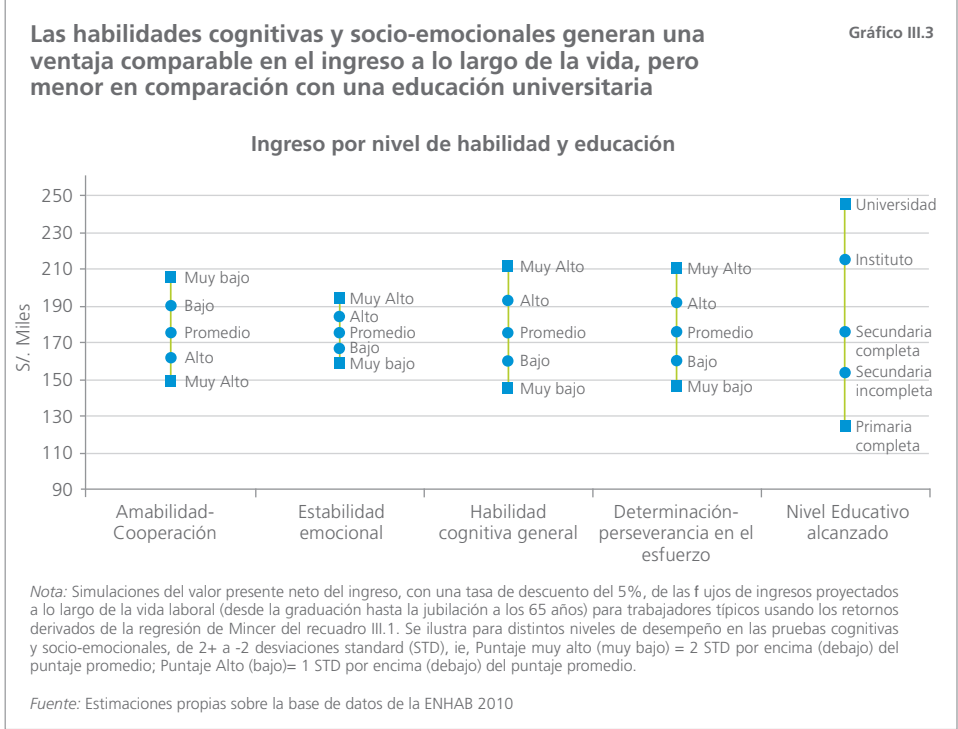 Las habilidades cognitivas y socio-emocionales generan una
ventaja comparable en el ingreso a lo largo de la vida, pero
menor en comparación con una educación universitaria
Gráfico III.3
Ingreso por nivel de habilidad y educación
S/. Miles
250
230
210
190
170
150
130
110
90
Muy bajo
Bajo
Promedio
Alto
Muy Alto
Muy Alto
Alto
Promedio
Bajo
Muy bajo
Muy Alto
Alto
Promedio
Bajo
Muy bajo
Muy Alto
Alto
Promedio
Bajo
Muy bajo
Universidad
Instituto
Secundaria
completa
Secundaria
incompleta
Primaria
completa
Amabilidad-
Cooperación
Estabilidad
emocional
Habilidad
cognitiva general
Determinación-
perseverancia en el
esfuerzo
Nivel Educativo
alcanzado
Nota: Simulaciones del valor presente neto del ingreso, con una tasa de descuento del 5%, de las f ujos de ingresos proyectados
a lo largo de la vida laboral (desde la graduación hasta la jubilación a los 65 años) para trabajadores típicos usando los retornos
derivados de la regresión de Mincer del recuadro III.1. Se ilustra para distintos niveles de desempeño en las pruebas cognitivas
y socio-emocionales, de 2+ a -2 desviaciones standard (STD), ie, Puntaje muy alto (muy bajo) = 2 STD por encima (debajo) del
puntaje promedio; Puntaje Alto (bajo)= 1 STD por encima (debajo) del puntaje promedio.
Fuente: Estimaciones propias sobre la base de datos de la ENHAB 2010